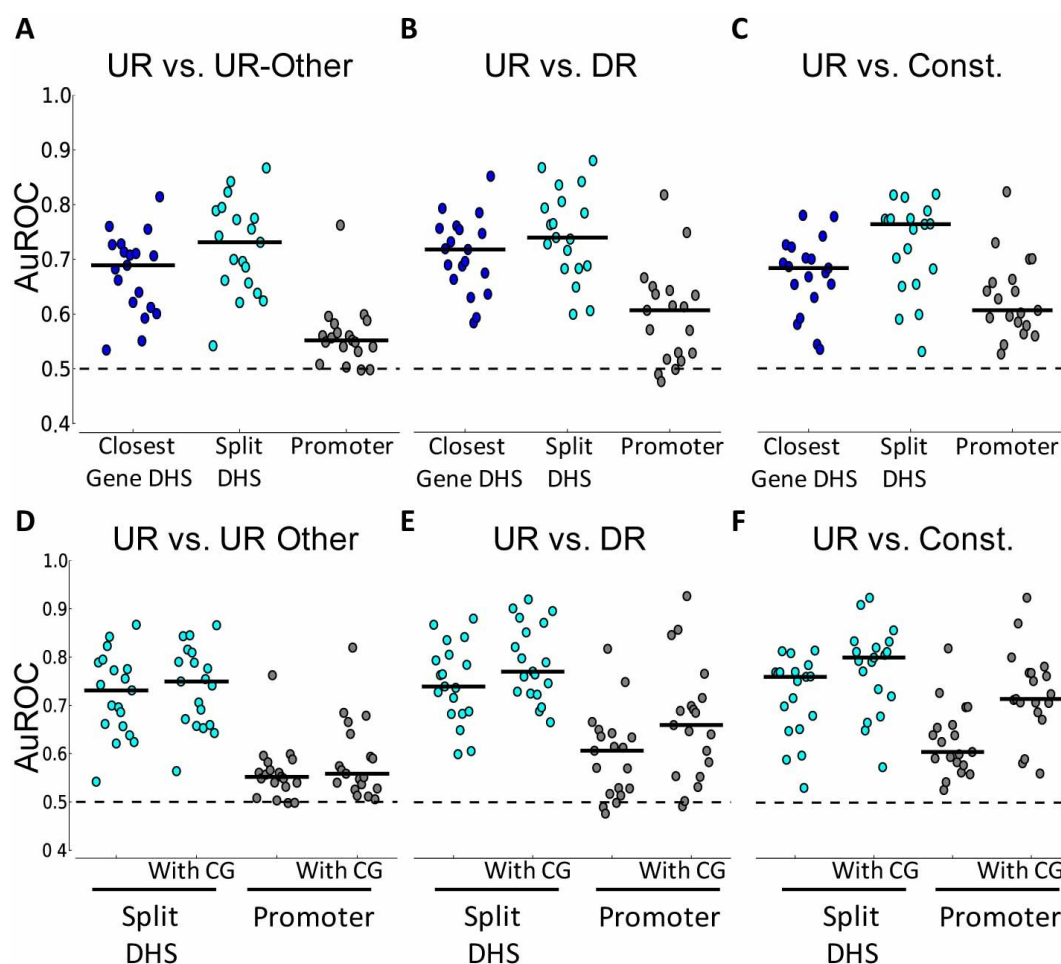 A
B
C
UR vs. UR-Other
UR vs. DR
UR vs. Const.
AuROC
1.0
0.9
0.8
0.7
0.6
0.5
0.4
Closest
Gene DHS
Split
DHS
Promoter
Closest
Gene DHS
Split
DHS
Promoter
Closest
Gene DHS
Split
DHS
Promoter
D
E
F
UR vs. UR Other
UR vs. DR
UR vs. Const.
AuROC
1.0
0.9
0.8
0.7
0.6
0.5
0 4
With CG
With CG
With CG
With CG
With CG
With CG
Split
DHS
Promoter
Split
DHS
Promoter
Split
DHS
Promoter